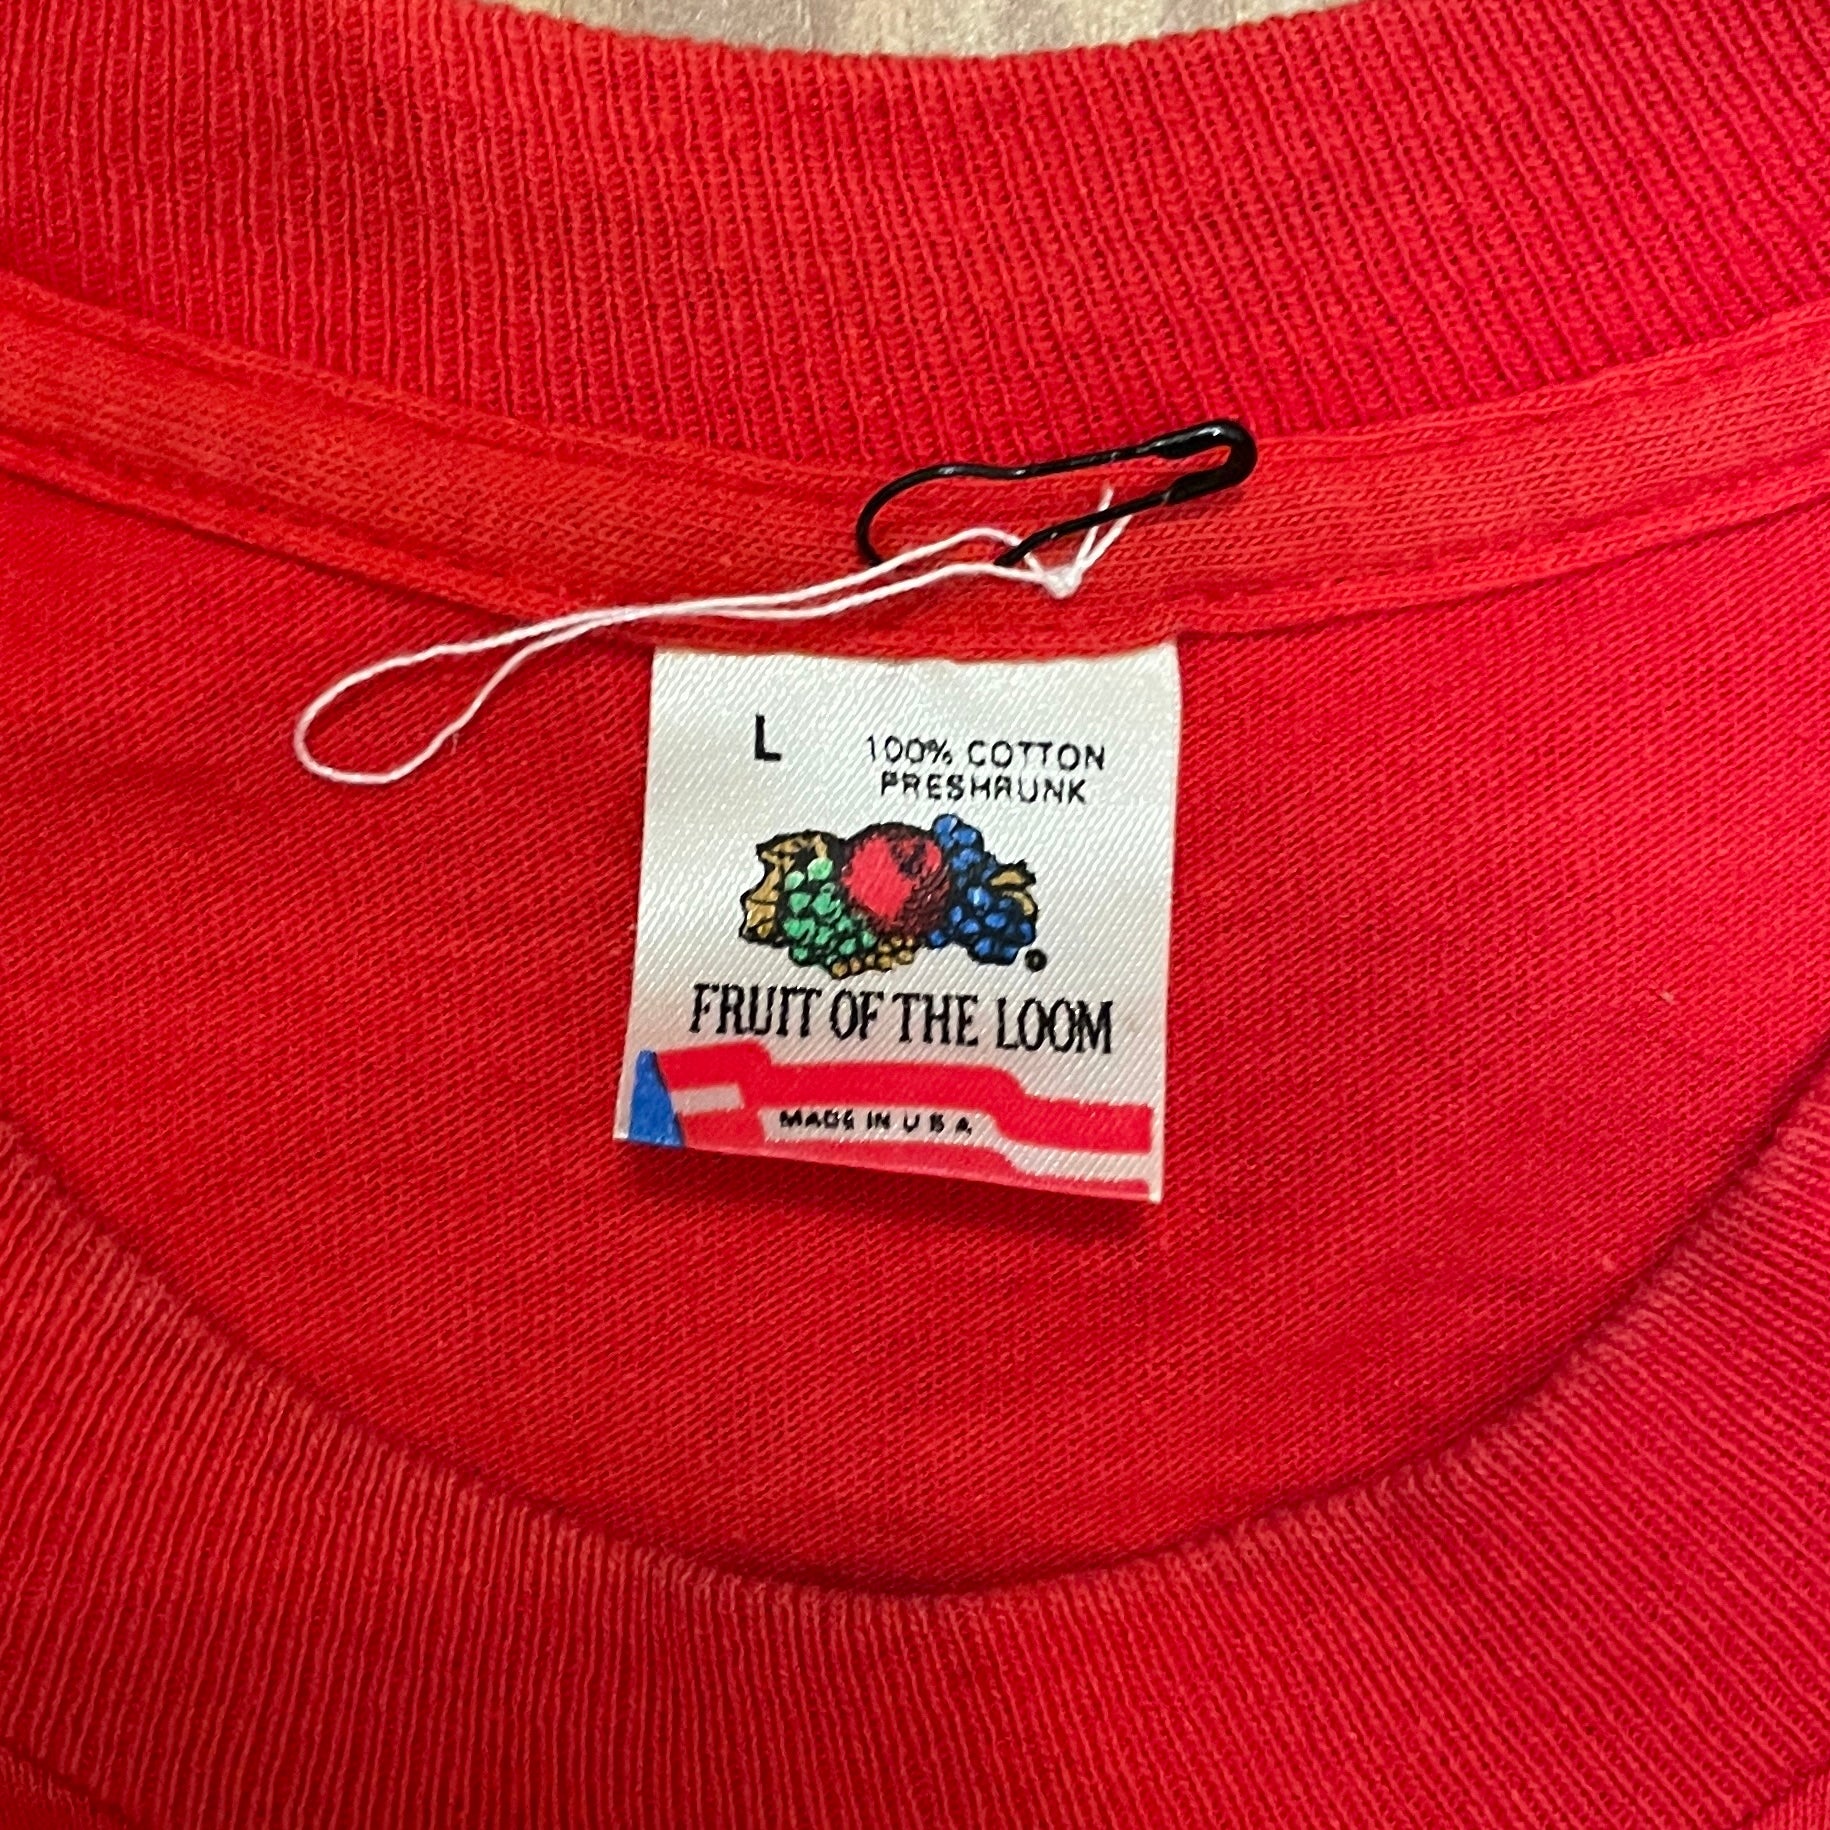 L
100% COTTON
PRESHRUNK
FRUIT OF THE LOOM
MADE IN U S A